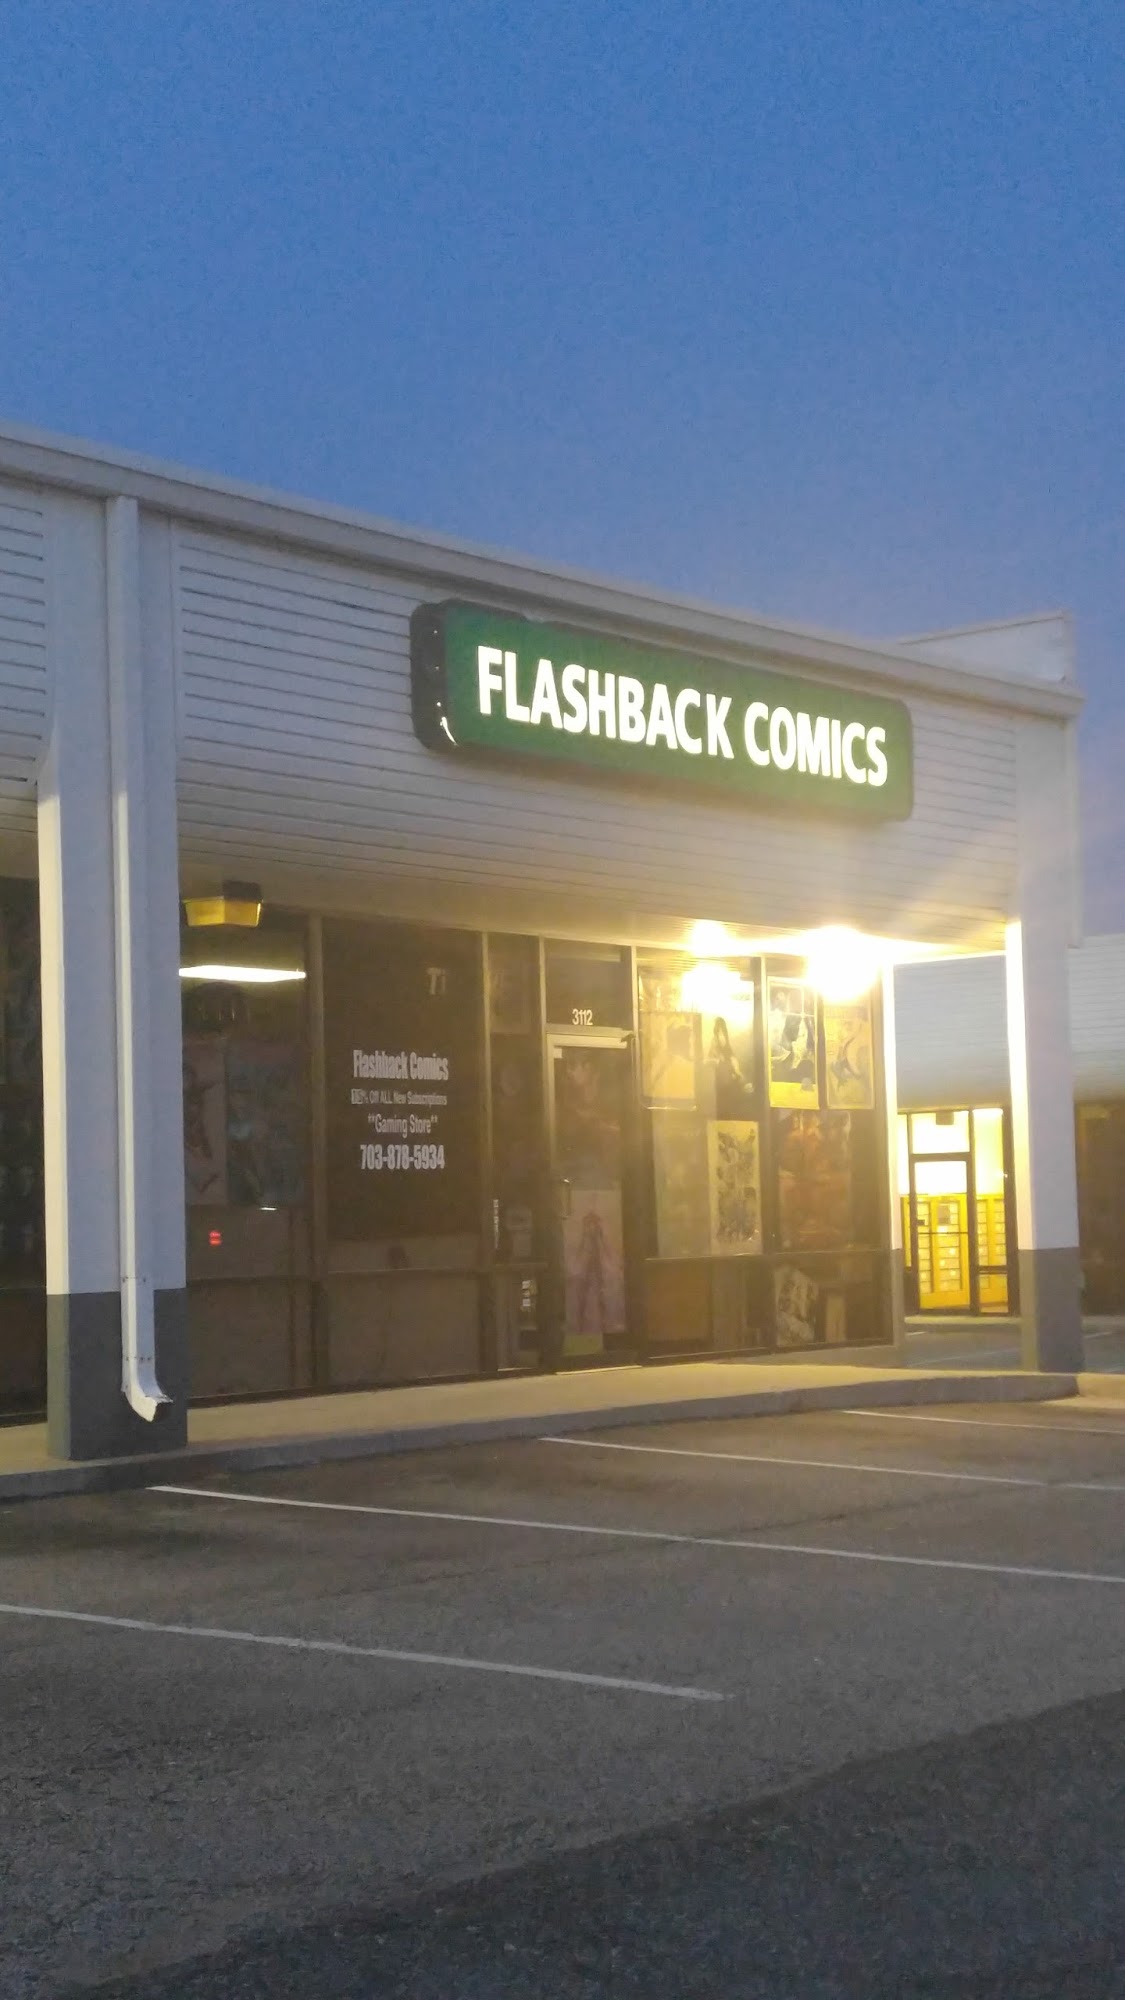 FLASHBACK COMICS
3112
Flashback Comics
Off ALL New Subscriptions
**Gaming Store**
703-878-5934